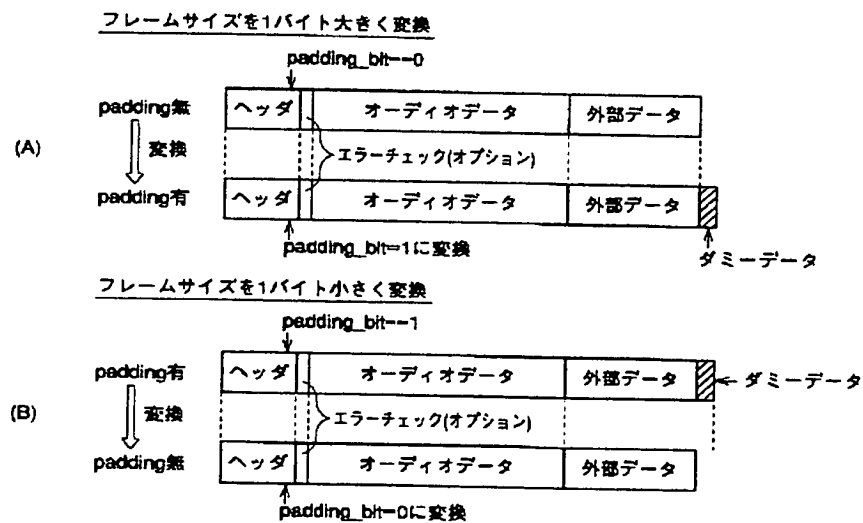 フレームサイズを1バイト大きく変換
padding_bit==0
padding無
ヘッダ
オーディオデータ
外部データ
(A)
変換
エラーチェック(オプション)
padding有
ヘッダ
オーディオデータ
外部データ
padding_bit=1に変換
ダミーデータ
フレームサイズを1バイト小さく変換
padding_bit==1
padding有
ヘッダ
オーディオデータ
外部データ
ダミーデータ
(B)
変換
エラーチェック(オプション)
padding無
ヘッダ
オーディオデータ
外部データ
padding_bit=0に変換